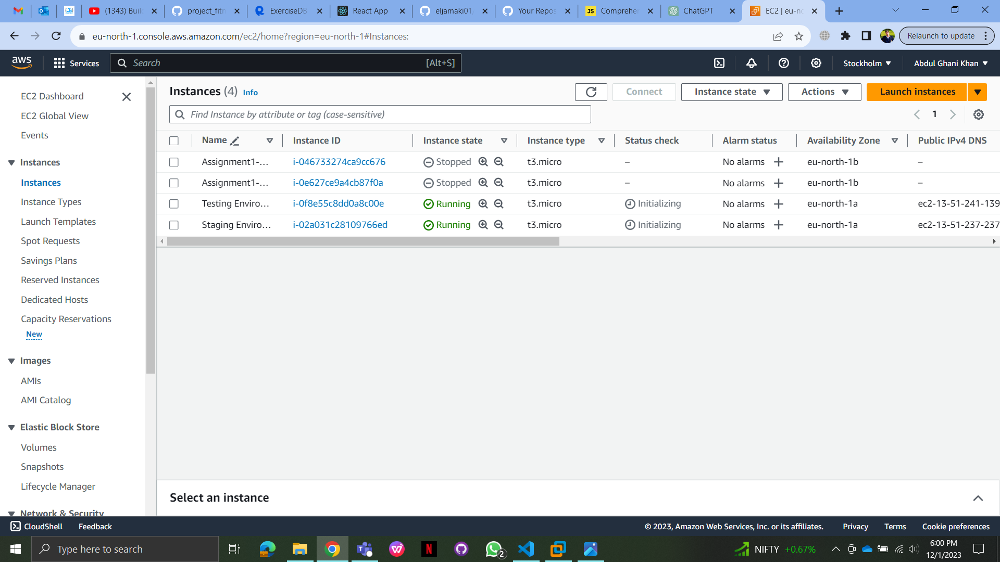 (1343) Buil
project_fitn
ExerciseDB
React App
eljamaki01
Your Repos
JS Comprehen
ChatGPT
EC2 | eu-no
eu-north-1.console.aws.amazon.com/ec2/home?region=eu-north-1#Instances:
Relaunch to update
aws
Services
Search [Alt+S]
Stockholm
Abdul Ghani Khan
EC2 Dashboard
EC2 Global View
Events
Instances
Instances
Instance Types
Launch Templates
Spot Requests
Savings Plans
Reserved Instances
Dedicated Hosts
Capacity Reservations
New
Images
AMIs
AMI Catalog
Elastic Block Store
Volumes
Snapshots
Lifecycle Manager
Network & Security
Instances (4) Info
Connect
Instance state
Actions
Launch instances
Find Instance by attribute or tag (case-sensitive)
1
Name Instance ID Instance state Instance type Status check Alarm status Availability Zone Public IPv4 DNS
Assignment1-... i-046733274ca9cc676 Stopped t3.micro – No alarms + eu-north-1b –
Assignment1-... i-0e627ce9a4cb87f0a Stopped t3.micro – No alarms + eu-north-1b –
Testing Enviro... i-0f8e55c8dd0a8c00e Running t3.micro Initializing No alarms + eu-north-1a ec2-13-51-241-139
Staging Enviro... i-02a031c28109766ed Running t3.micro Initializing No alarms + eu-north-1a ec2-13-51-237-237
Select an instance
CloudShell
Feedback
© 2023, Amazon Web Services, Inc. or its affiliates.
Privacy
Terms
Cookie preferences
Type here to search
2
NIFTY +0.67%
6:00 PM
12/1/2023